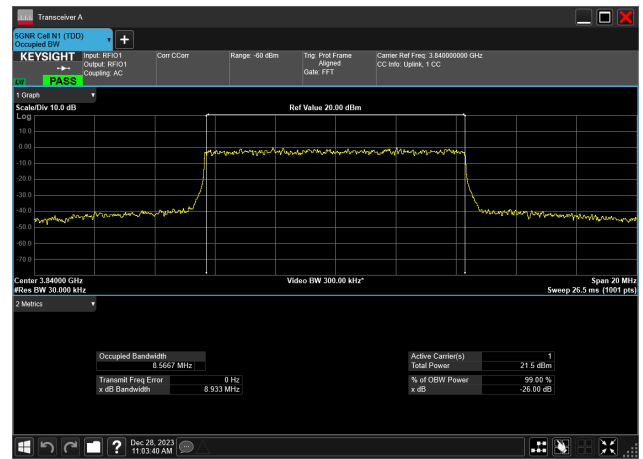 Transceiver A
5GNR Cell N1 (TDD)
Occupied BW
KEYSIGHT
Input: RFIO1
Output: RFIO1
Coupling: AC
Corr CCorr
Range: -60 dBm
Trig: Prot Frame
Aligned
Gate: FFT
Carrier Ref Freq: 3.840000000 GHz
CC Info: Uplink, 1 CC
PASS
1 Graph
Scale/Div 10.0 dB
Ref Value 20.00 dBm
Log
10.0
0.00
-10.0
-20.0
-30.0
-40.0
-50.0
-60.0
-70.0
Center 3.84000 GHz
Video BW 300.00 kHz*
Span 20 MHz
#Res BW 30.000 kHz
Sweep 26.5 ms (1001 pts)
2 Metrics
Occupied Bandwidth
8.5667 MHz
Active Carrier(s) 1
Total Power 21.5 dBm
Transmit Freq Error 0 Hz
x dB Bandwidth 8.933 MHz
% of OBW Power 99.00 %
x dB -26.00 dB
?
Dec 28, 2023
11:03:40 AM